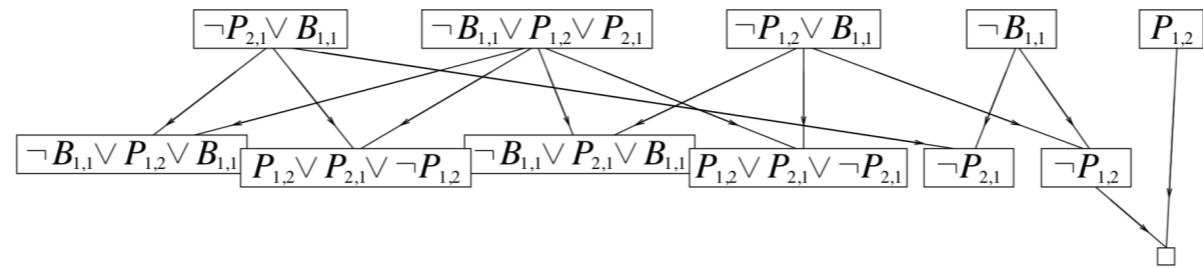 ¬P₂,₁ ∨ B₁,₁ ¬B₁,₁ ∨ P₁,₂ ∨ P₂,₁ ¬P₁,₂ ∨ B₁,₁ ¬B₁,₁ P₁,₂
¬B₁,₁ ∨ P₁,₂ ∨ B₁,₁ P₁,₂ ∨ P₂,₁ ∨ ¬P₁,₂ ¬B₁,₁ ∨ P₂,₁ ∨ B₁,₁ P₁,₂ ∨ P₂,₁ ∨ ¬P₂,₁ ¬P₂,₁ ¬P₁,₂